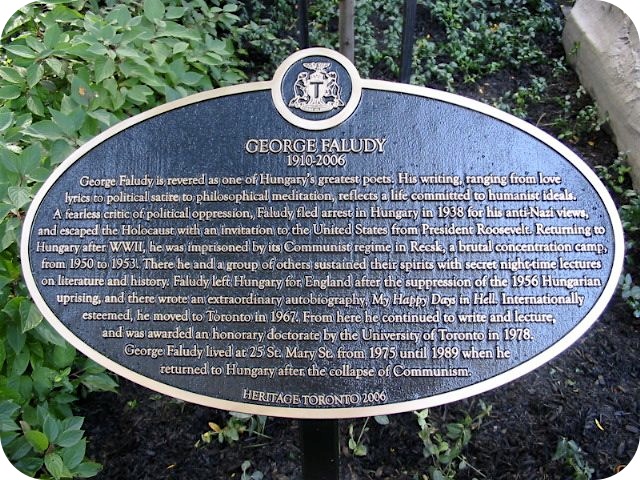 T
GEORGE FALUDY
1910-2006
George Faludy is revered as one of Hungary's greatest poets. His writing, ranging from love
lyrics to political satire to philosophical meditation, reflects a life committed to humanist ideals.
A fearless critic of political oppression, Faludy fled arrest in Hungary in 1938 for his anti-Nazi views,
and escaped the Holocaust with an invitation to the United States from President Roosevelt. Returning to
Hungary after WWII, he was imprisoned by its Communist regime in Recsk, a brutal concentration camp,
from 1950 to 1953. There he and a group of others sustained their spirits with secret night-time lectures
on literature and history. Faludy left Hungary for England after the suppression of the 1956 Hungarian
uprising, and there wrote an extraordinary autobiography, My Happy Days in Hell. Internationally
esteemed, he moved to Toronto in 1967. From here he continued to write and lecture,
and was awarded an honorary doctorate by the University of Toronto in 1978.
George Faludy lived at 25 St. Mary St. from 1975 until 1989 when he
returned to Hungary after the collapse of Communism.
HERITAGE TORONTO 2006